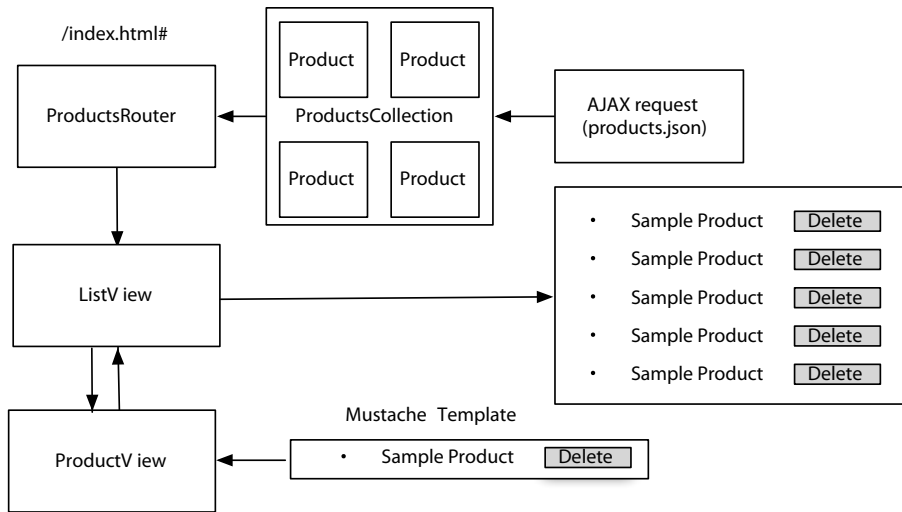 /index.html#
Product Product
ProductsRouter ProductsCollection
AJAX request
(products.json)
Product Product
• Sample Product Delete
• Sample Product Delete
• Sample Product Delete
• Sample Product Delete
• Sample Product Delete
ListV iew
Mustache Template
ProductV iew
• Sample Product Delete